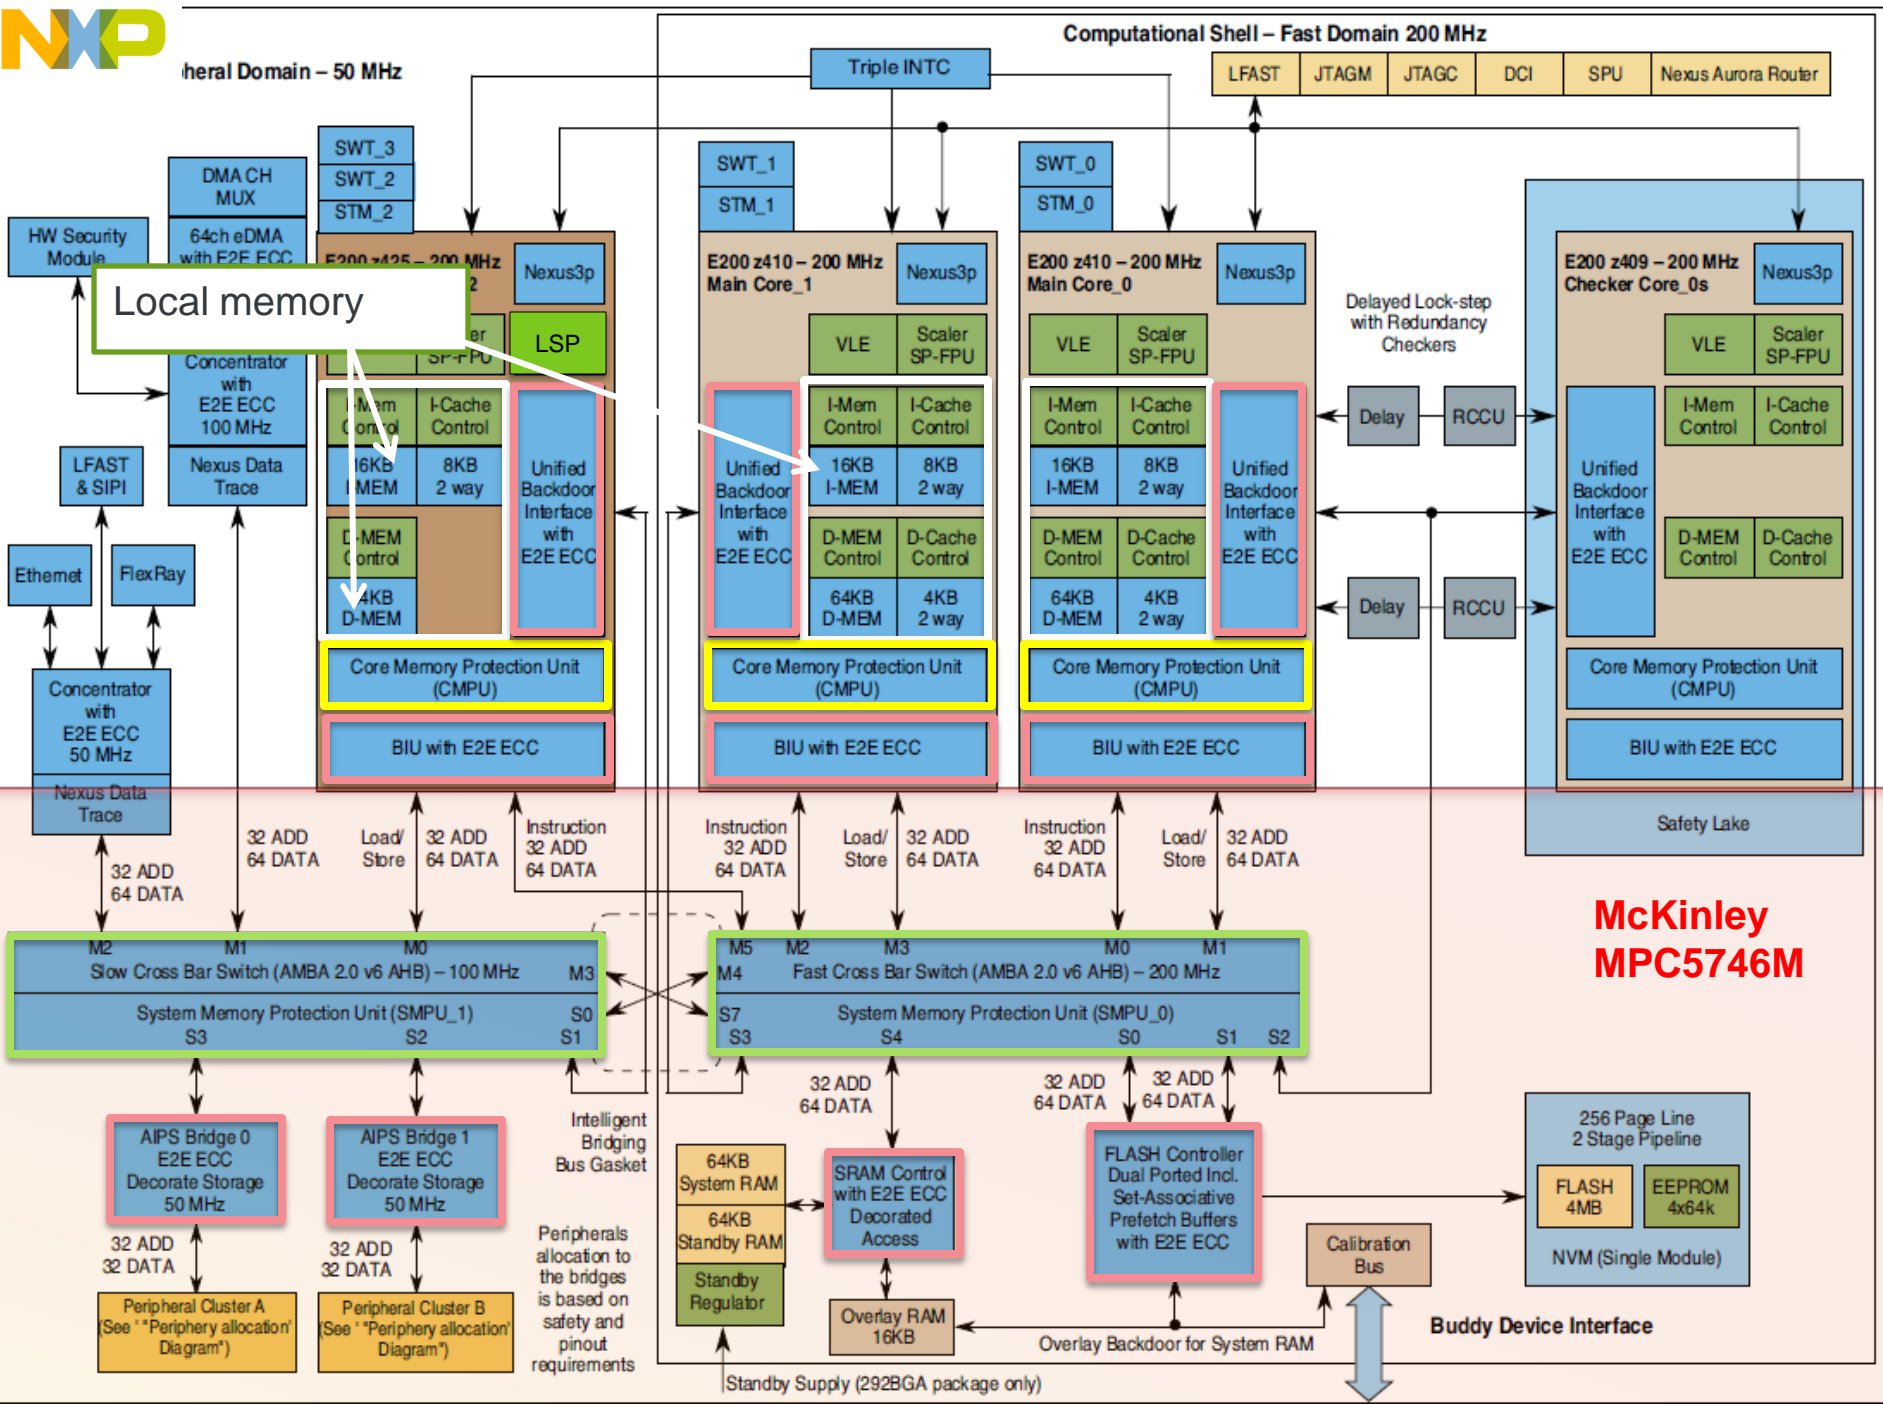 NXP
Computational Shell – Fast Domain 200 MHz
heral Domain – 50 MHz
Triple INTC
LFAST
JTAGM
JTAGC
DCI
SPU
Nexus Aurora Router
SWT_3
SWT_2
STM_2
SWT_1
STM_1
SWT_0
STM_0
DMA CH
MUX
64ch eDMA
with E2E ECC
HW Security
Module
Local memory
Concentrator
with
E2E ECC
100 MHz
Nexus Data
Trace
LFAST
& SIPI
Ethernet
FlexRay
Concentrator
with
E2E ECC
50 MHz
Nexus Data
Trace
E200 z425 – 200 MHz
2
Nexus3p
er
SP-FPU
LSP
I-Mem
Control
I-Cache
Control
16KB
I-MEM
8KB
2 way
D-MEM
Control
4KB
D-MEM
Unified
Backdoor
Interface
with
E2E ECC
Core Memory Protection Unit
(CMPU)
BIU with E2E ECC
E200 z410 – 200 MHz
Main Core_1
Nexus3p
VLE
Scaler
SP-FPU
Unified
Backdoor
Interface
with
E2E ECC
I-Mem
Control
I-Cache
Control
16KB
I-MEM
8KB
2 way
D-MEM
Control
D-Cache
Control
64KB
D-MEM
4KB
2 way
Core Memory Protection Unit
(CMPU)
BIU with E2E ECC
E200 z410 – 200 MHz
Main Core_0
Nexus3p
VLE
Scaler
SP-FPU
I-Mem
Control
I-Cache
Control
16KB
I-MEM
8KB
2 way
D-MEM
Control
D-Cache
Control
64KB
D-MEM
4KB
2 way
Unified
Backdoor
Interface
with
E2E ECC
Core Memory Protection Unit
(CMPU)
BIU with E2E ECC
Delayed Lock-step
with Redundancy
Checkers
Delay
RCCU
Delay
RCCU
E200 z409 – 200 MHz
Checker Core_0s
Nexus3p
VLE
Scaler
SP-FPU
Unified
Backdoor
Interface
with
E2E ECC
I-Mem
Control
I-Cache
Control
D-MEM
Control
D-Cache
Control
Core Memory Protection Unit
(CMPU)
BIU with E2E ECC
Safety Lake
32 ADD
64 DATA
32 ADD
64 DATA
Load/
Store
32 ADD
64 DATA
Instruction
32 ADD
64 DATA
Instruction
32 ADD
64 DATA
Load/
Store
32 ADD
64 DATA
Instruction
32 ADD
64 DATA
Load/
Store
32 ADD
64 DATA
McKinley
MPC5746M
M2
M1
M0
Slow Cross Bar Switch (AMBA 2.0 v6 AHB) – 100 MHz
M3
System Memory Protection Unit (SMPU_1)
S0
S3
S2
S1
M5
M2
M3
M0
M1
M4
Fast Cross Bar Switch (AMBA 2.0 v6 AHB) – 200 MHz
S7
System Memory Protection Unit (SMPU_0)
S3
S4
S0
S1
S2
32 ADD
64 DATA
32 ADD
64 DATA
32 ADD
64 DATA
Intelligent
Bridging
Bus Gasket
AIPS Bridge 0
E2E ECC
Decorate Storage
50 MHz
AIPS Bridge 1
E2E ECC
Decorate Storage
50 MHz
32 ADD
32 DATA
32 ADD
32 DATA
Peripheral Cluster A
(See ' "Periphery allocation'
Diagram")
Peripheral Cluster B
(See ' "Periphery allocation'
Diagram")
Peripherals
allocation to
the bridges
is based on
safety and
pinout
requirements
64KB
System RAM
64KB
Standby RAM
Standby
Regulator
SRAM Control
with E2E ECC
Decorated
Access
Overlay RAM
16KB
FLASH Controller
Dual Ported Incl.
Set-Associative
Prefetch Buffers
with E2E ECC
Calibration
Bus
256 Page Line
2 Stage Pipeline
FLASH
4MB
EEPROM
4x64k
NVM (Single Module)
Buddy Device Interface
Overlay Backdoor for System RAM
Standby Supply (292BGA package only)